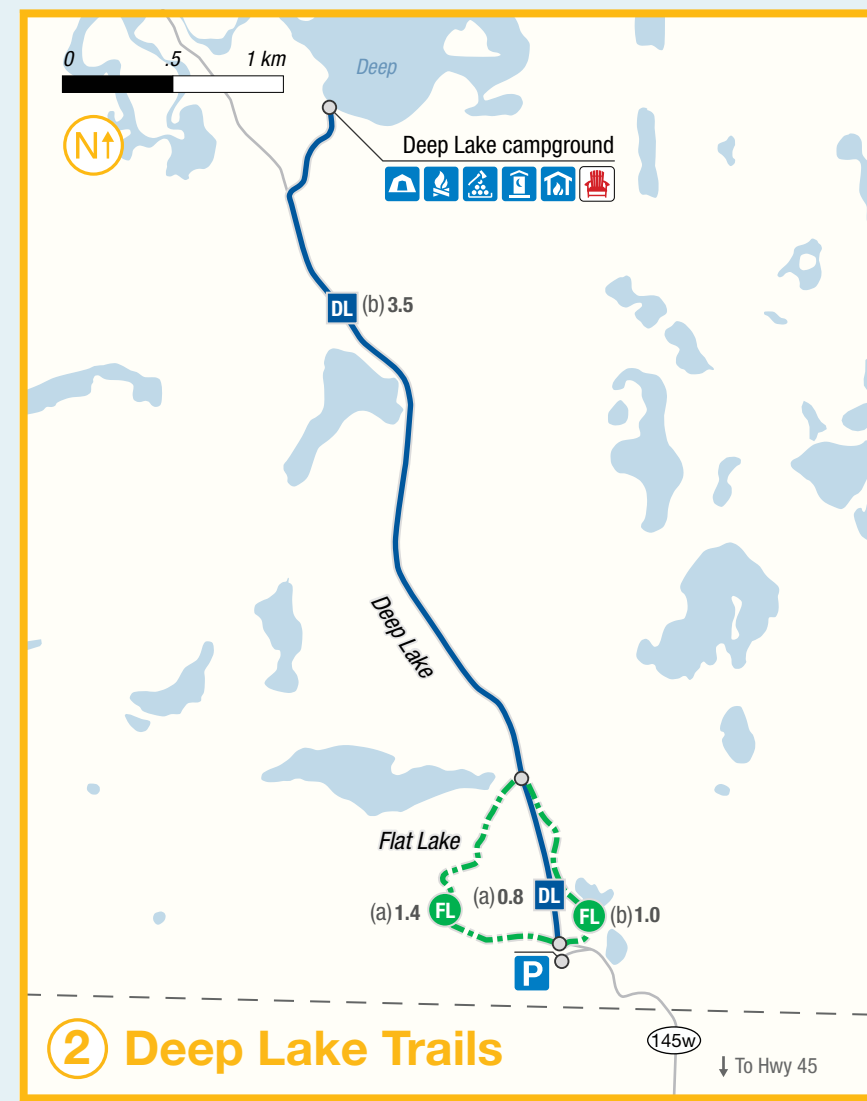 0 .5 1 km
Deep
N↑
Deep Lake campground
DL (b) 3.5
Deep Lake
Flat Lake
(a) 1.4 FL
(a) 0.8 DL
FL (b) 1.0
P
2 Deep Lake Trails
145w
↓ To Hwy 45